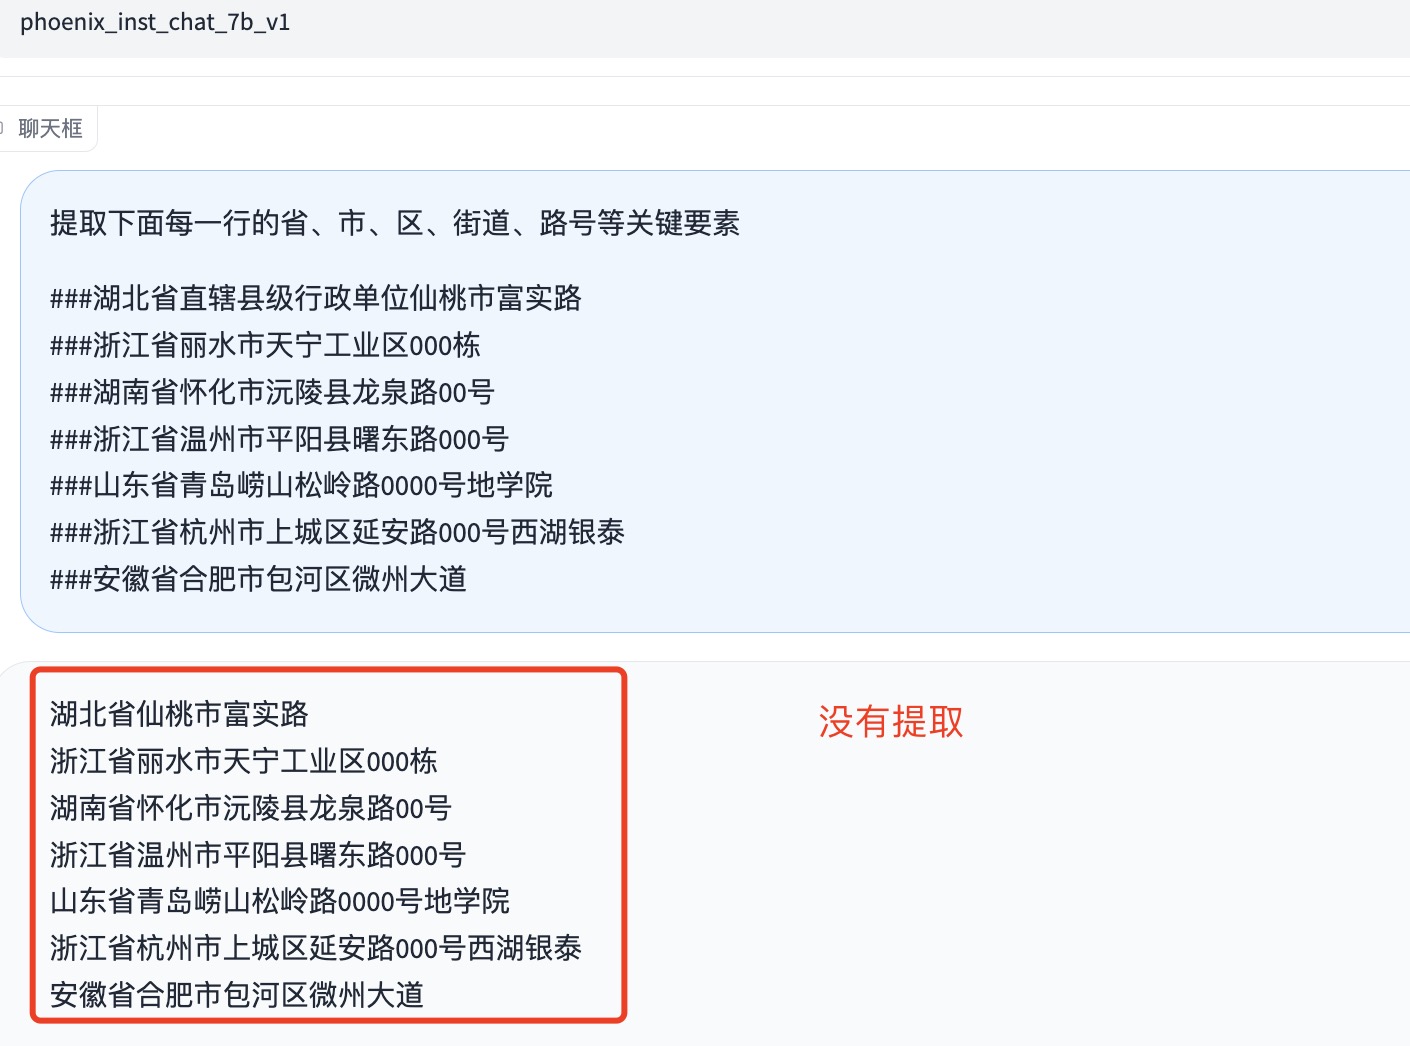 phoenix_inst_chat_7b_v1
聊天框
提取下面每一行的省、市、区、街道、路号等关键要素
###湖北省直辖县级行政单位仙桃市富实路
###浙江省丽水市天宁工业区000栋
###湖南省怀化市沅陵县龙泉路00号
###浙江省温州市平阳县曙东路000号
###山东省青岛崂山松岭路0000号地学院
###浙江省杭州市上城区延安路000号西湖银泰
###安徽省合肥市包河区微州大道
湖北省仙桃市富实路
没有提取
浙江省丽水市天宁工业区000栋
湖南省怀化市沅陵县龙泉路00号
浙江省温州市平阳县曙东路000号
山东省青岛崂山松岭路0000号地学院
浙江省杭州市上城区延安路000号西湖银泰
安徽省合肥市包河区微州大道